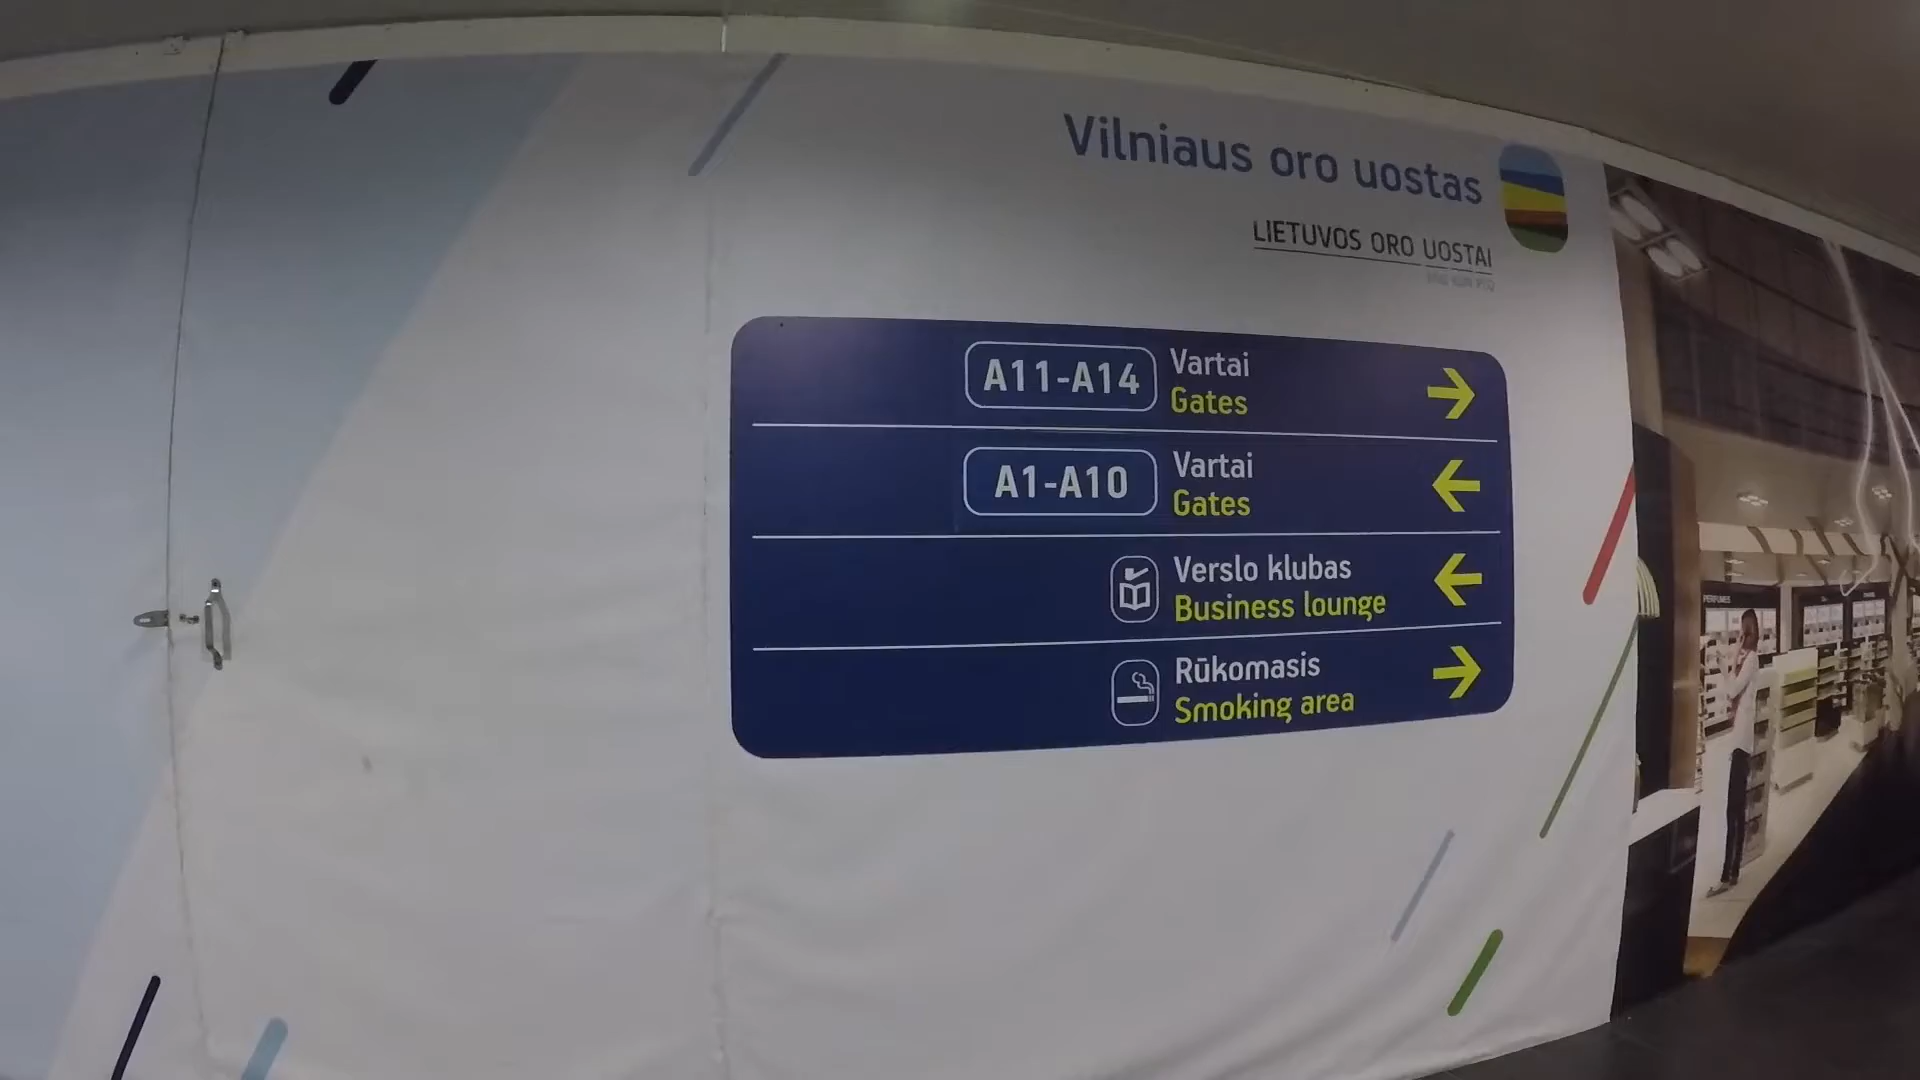 Vilniaus oro uostas
LIETUVOS ORO UOSTAI
A11-A14 Vartai
Gates
A1-A10 Vartai
Gates
Verslo klubas
Business lounge
Rūkomasis
Smoking area
PERFUMES